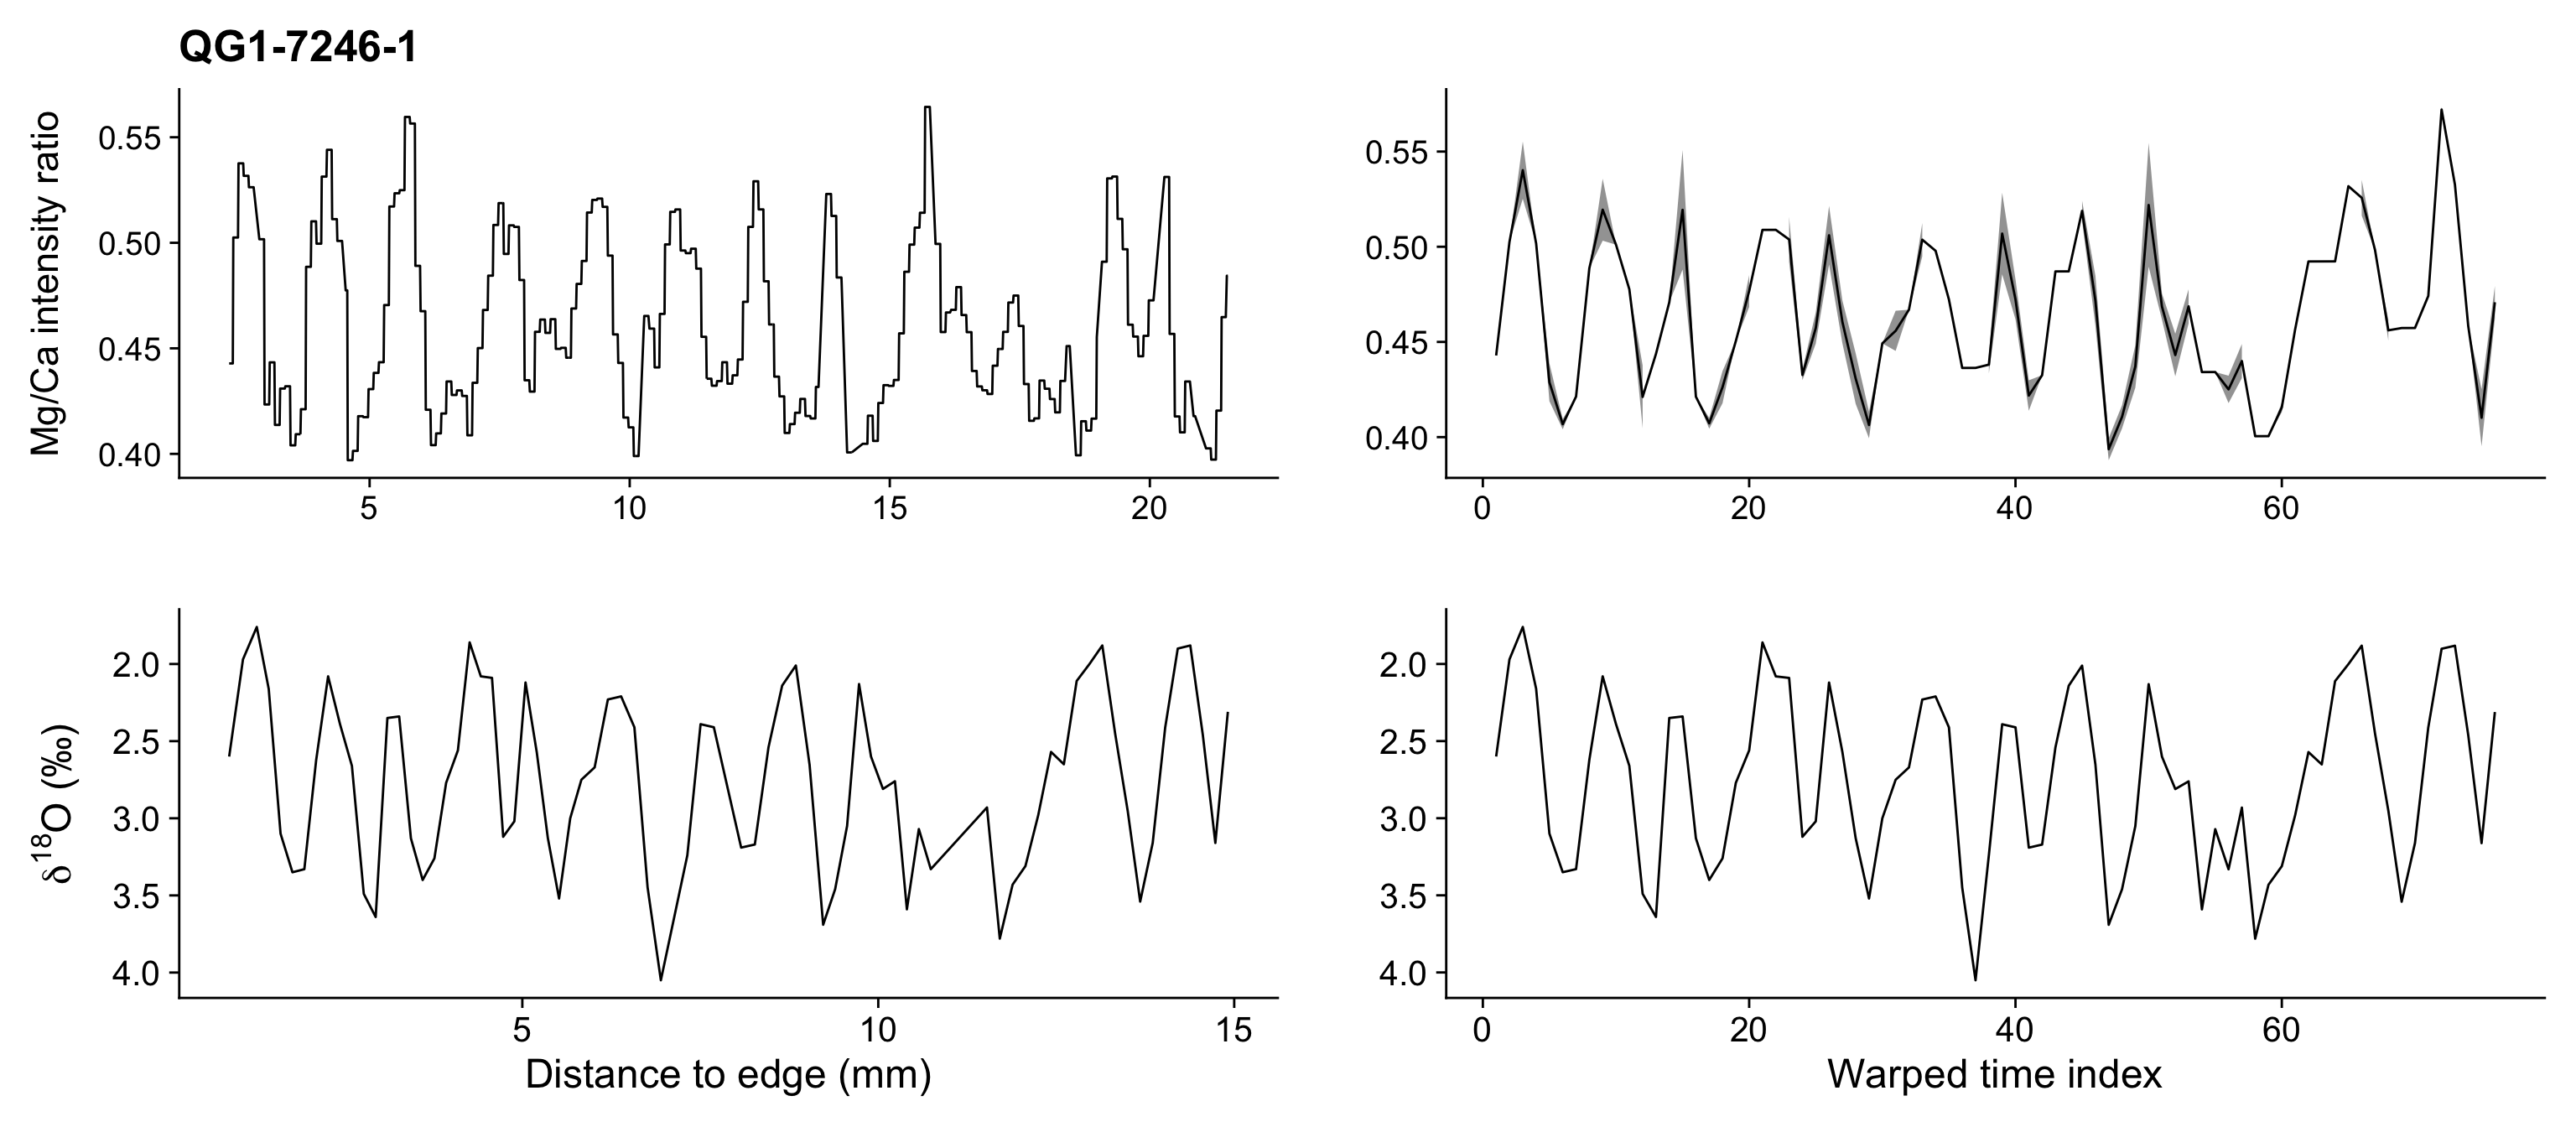 QG1-7246-1
Mg/Ca intensity ratio
0.55
0.50
0.45
0.40
5 10 15 20
0.55
0.50
0.45
0.40
0 20 40 60
δ¹⁸O (‰)
2.0
2.5
3.0
3.5
4.0
5 10 15
Distance to edge (mm)
2.0
2.5
3.0
3.5
4.0
0 20 40 60
Warped time index